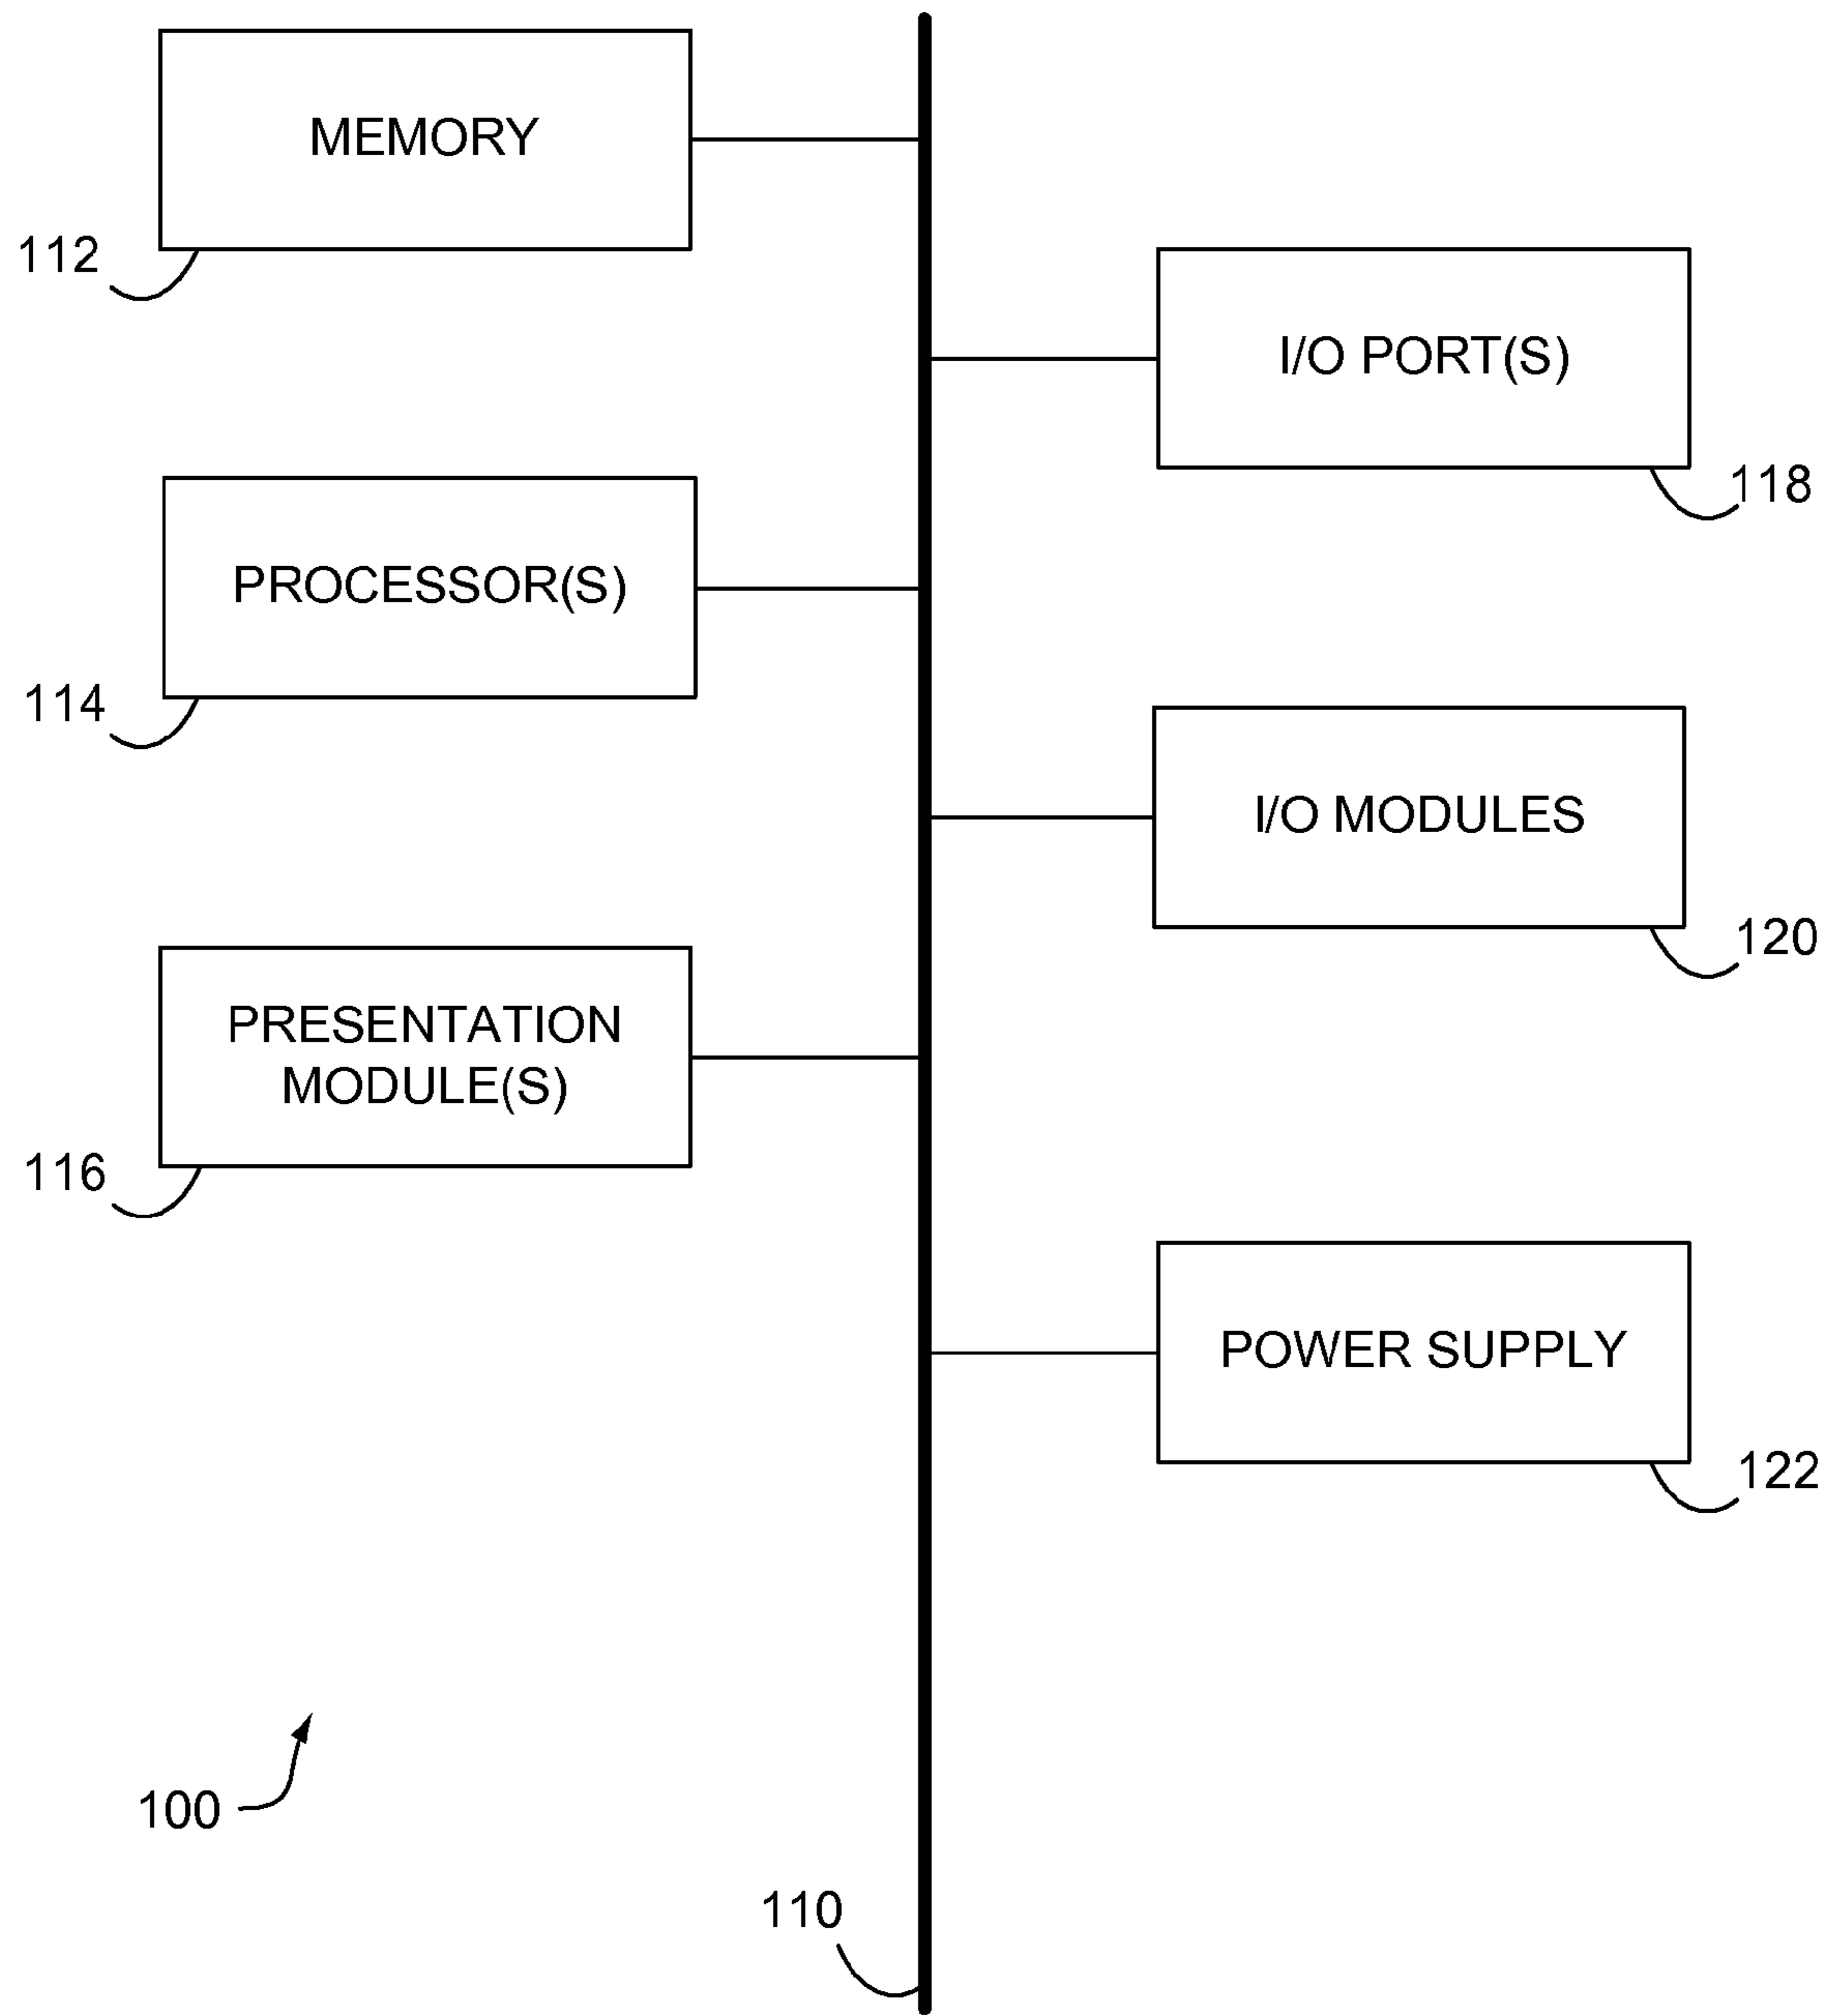 MEMORY
112
I/O PORT(S)
118
PROCESSOR(S)
114
I/O MODULES
120
PRESENTATION
MODULE(S)
116
POWER SUPPLY
122
100
110